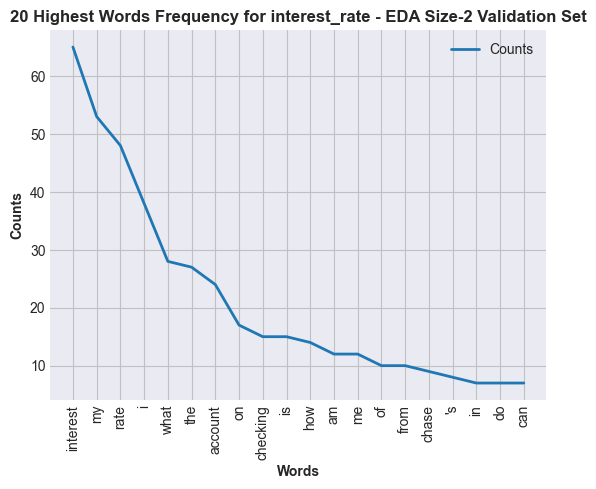 20 Highest Words Frequency for interest_rate - EDA Size-2 Validation Set
Counts
60
50
40
30
20
10
Counts
interest
my
rate
i
what
the
account
on
checking
is
how
am
me
of
from
chase
's
in
do
can
Words